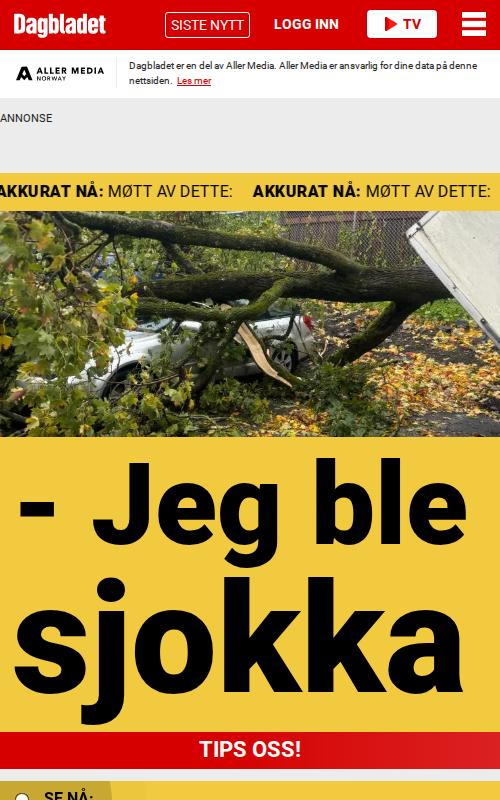 Dagbladet SISTE NYTT LOGG INN TV
ALLER MEDIA
NORWAY
Dagbladet er en del av Aller Media. Aller Media er ansvarlig for dine data på denne
nettsiden. Les mer
ANNONSE
AKKURAT NÅ: MØTT AV DETTE: AKKURAT NÅ: MØTT AV DETTE:
- Jeg ble
sjokka
TIPS OSS!
SE NÅ: